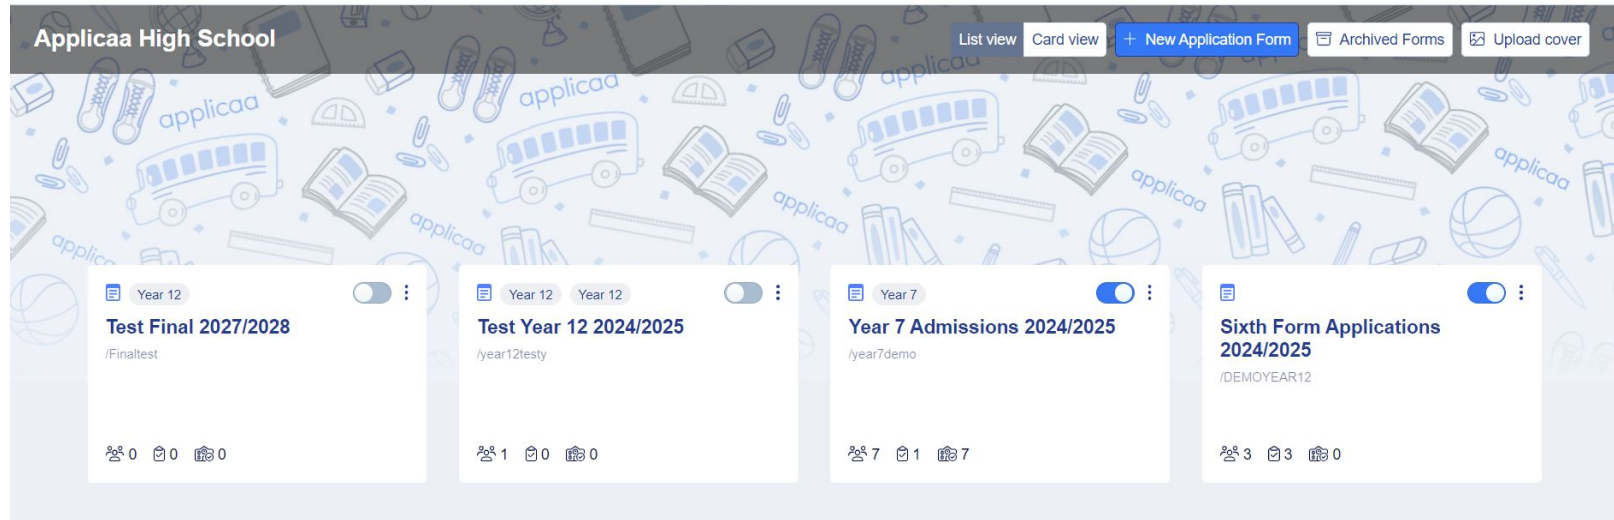 Applicaa High School
List view Card view + New Application Form Archived Forms Upload cover
applicaa applicaa applicaa applicaa
applicaa applicaa applicaa applicaa
Year 12
Test Final 2027/2028
/Finaltest
0 0 0
Year 12 Year 12
Test Year 12 2024/2025
/year12testy
1 0 0
Year 7
Year 7 Admissions 2024/2025
/year7demo
7 1 7
Sixth Form Applications
2024/2025
/DEMOYEAR12
3 3 0